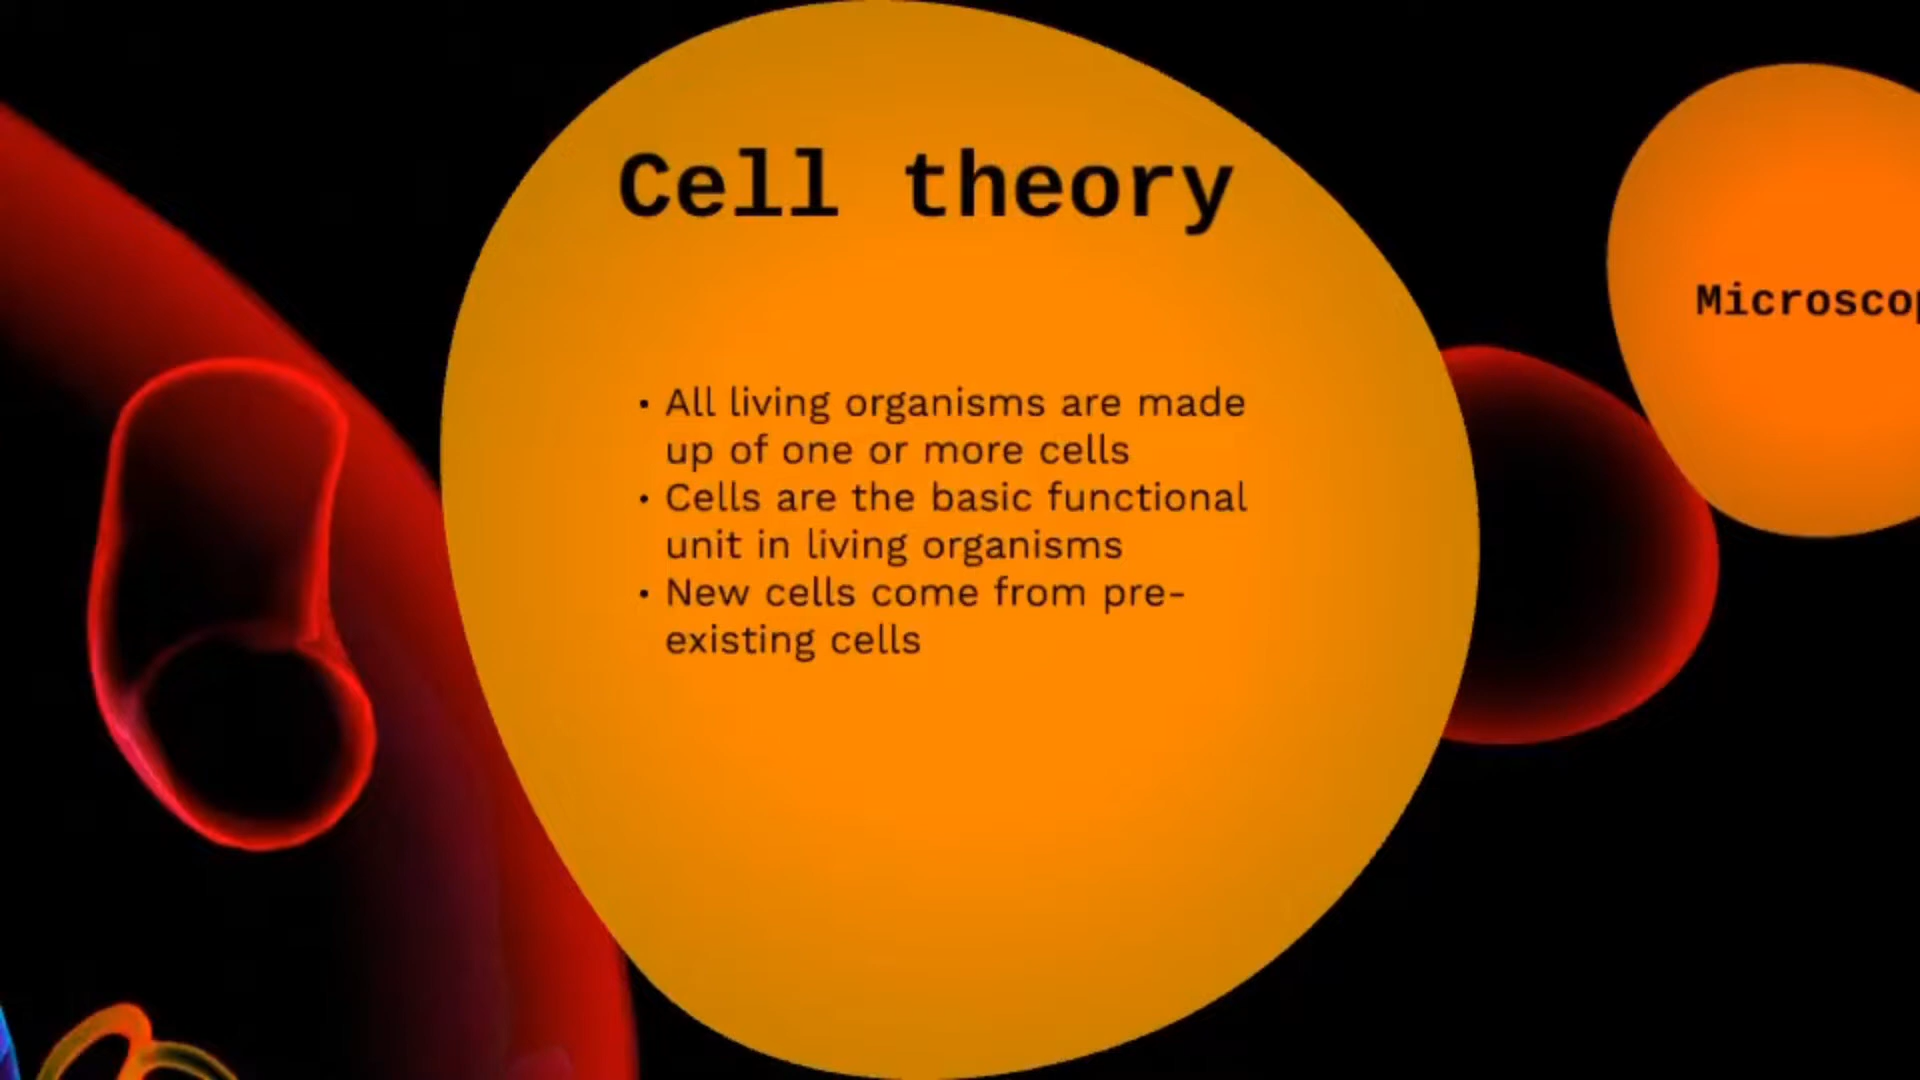 Cell theory
• All living organisms are made
up of one or more cells
• Cells are the basic functional
unit in living organisms
• New cells come from pre-
existing cells